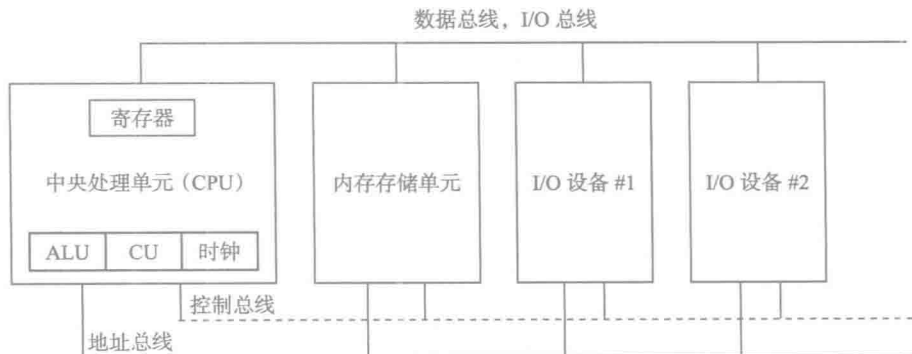 数据总线，I/O 总线
寄存器
中央处理单元（CPU） 内存存储单元 I/O 设备 #1 I/O 设备 #2
ALU CU 时钟
控制总线
地址总线